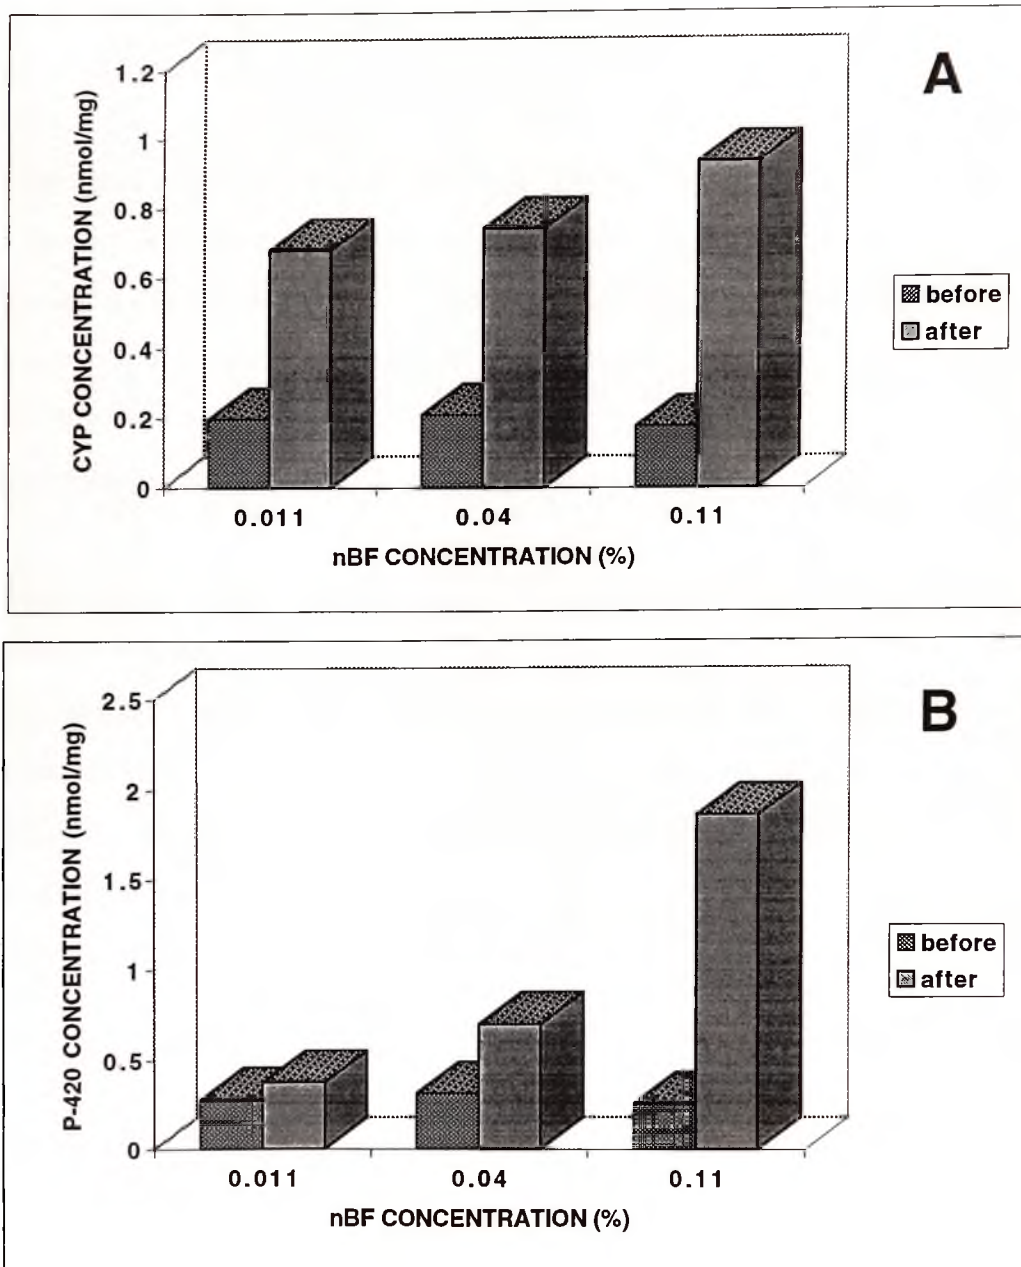 A
1.2
1
0.8
0.6
0.4
0.2
0
CYP CONCENTRATION (nmol/mg)
0.011 0.04 0.11
nBF CONCENTRATION (%)
before
after
B
2.5
2
1.5
1
0.5
0
P-420 CONCENTRATION (nmol/mg)
0.011 0.04 0.11
nBF CONCENTRATION (%)
before
after